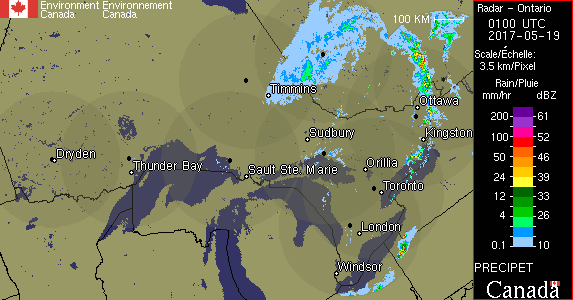 Environment Environnement
Canada Canada
100 KM
Timmins
Ottawa
Sudbury
Kingston
Dryden
Thunder Bay
Sault Ste. Marie
Orillia
Toronto
London
Windsor
Radar – Ontario
0100 UTC
2017-05-19
Scale/Échelle:
3.5 km/Pixel
Rain/Pluie
mm/hr dBZ
200 61
100 52
50 46
24 39
12 33
4 26
0.1 10
PRECIPET
Canada